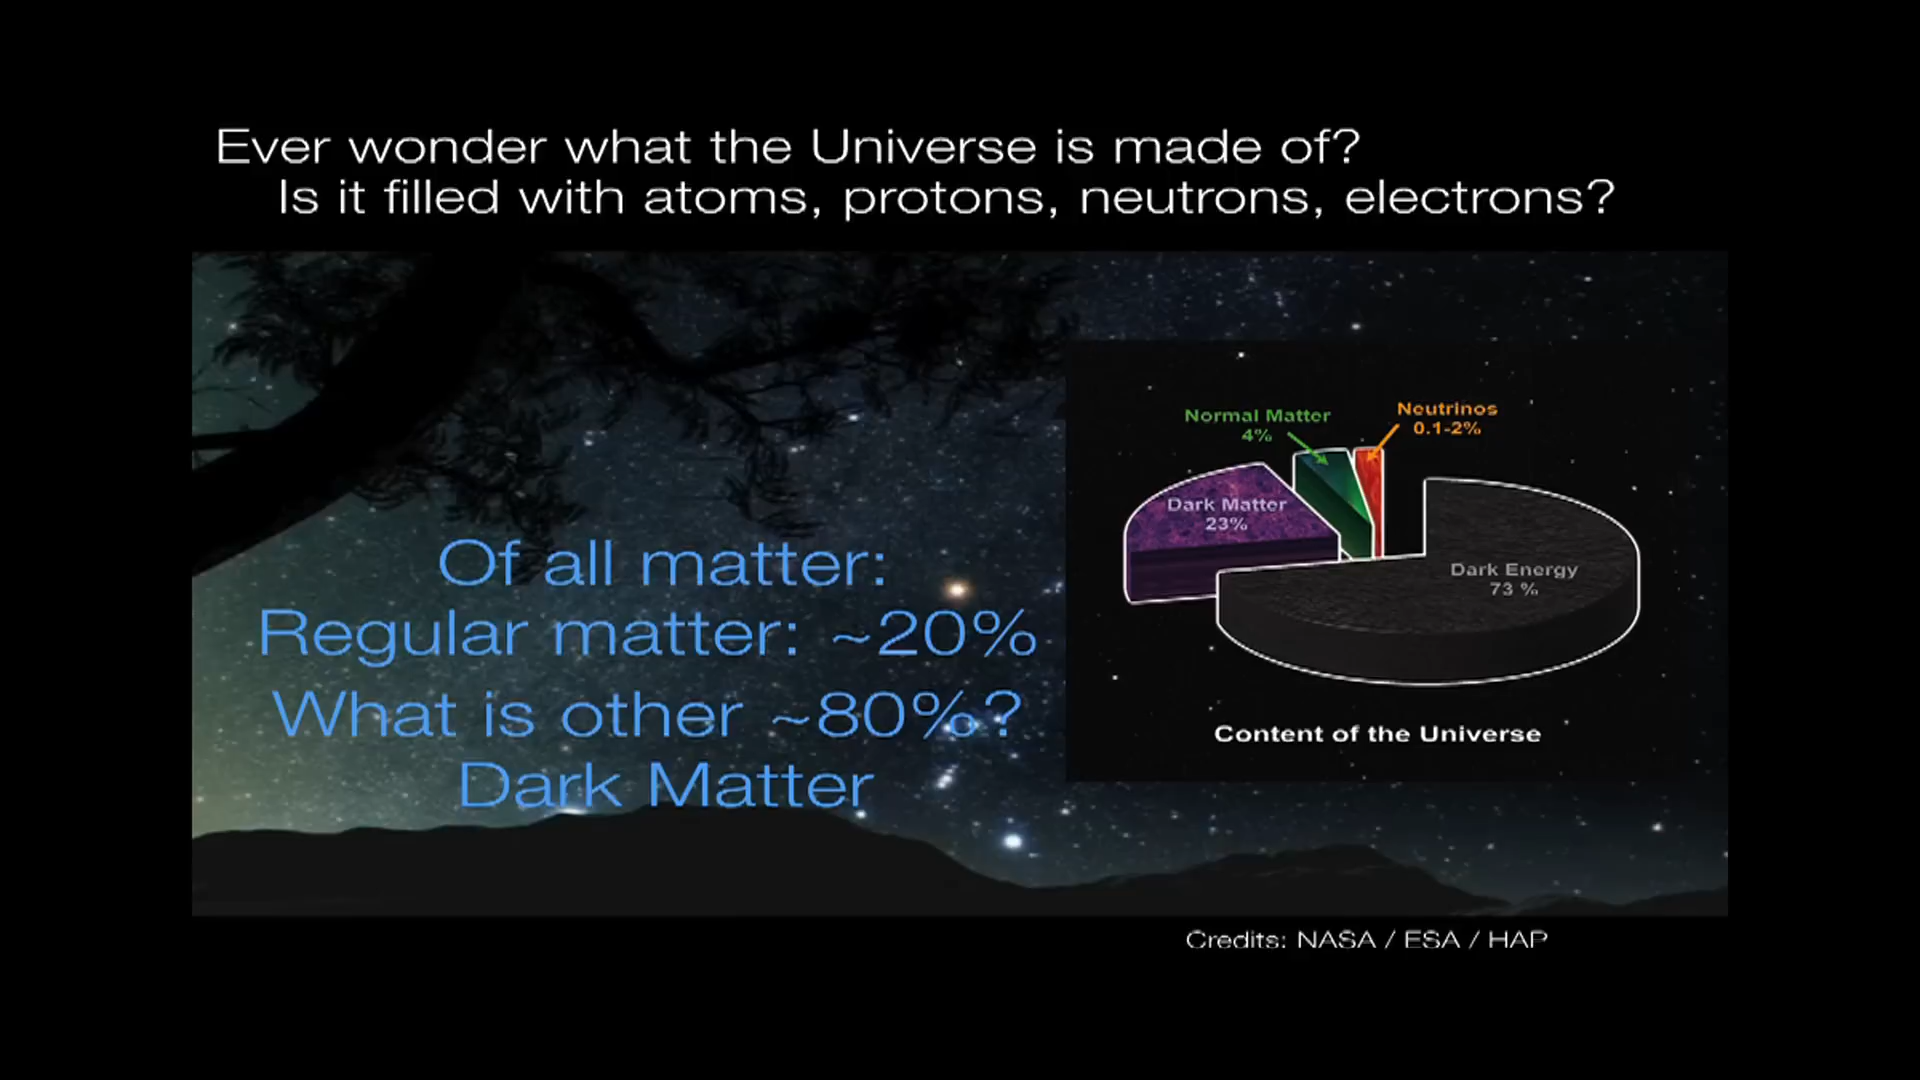 Ever wonder what the Universe is made of?
Is it filled with atoms, protons, neutrons, electrons?
Of all matter:
Regular matter: ~20%
What is other ~80%?
Dark Matter
Normal Matter
4%
Neutrinos
0.1-2%
Dark Matter
23%
Dark Energy
73 %
Content of the Universe
Credits: NASA / ESA / HAP